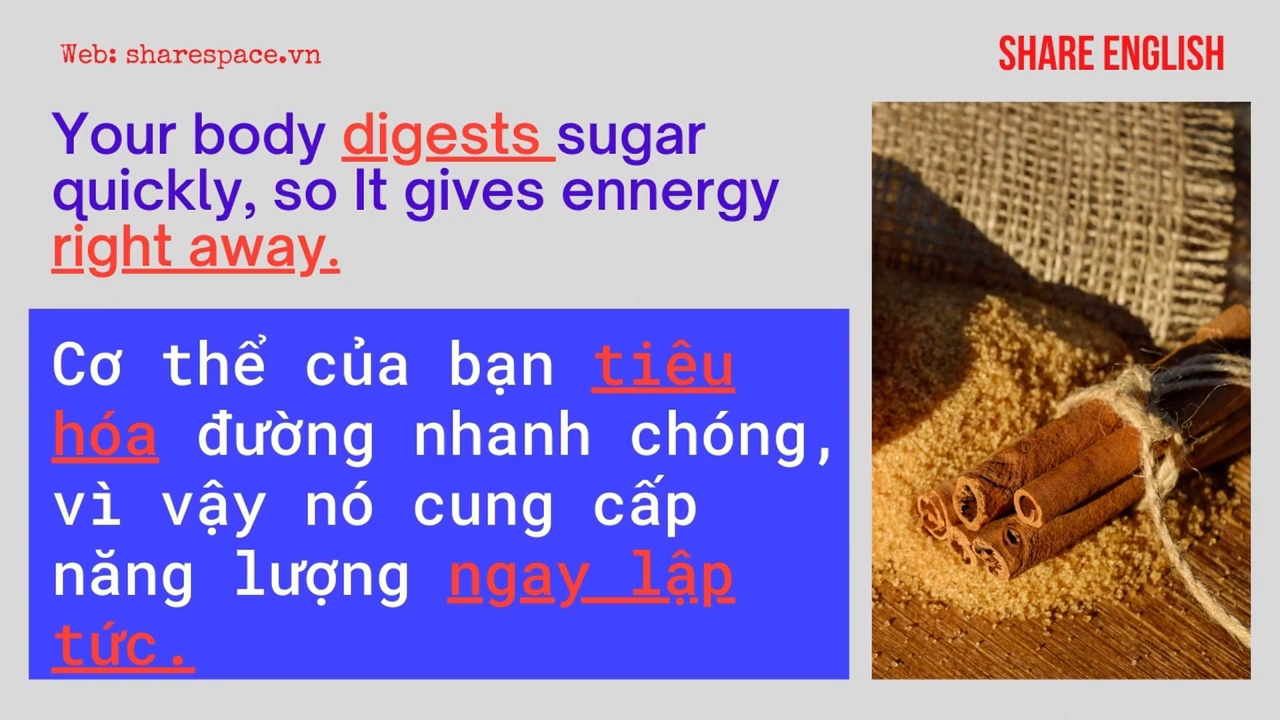 Web: sharespace.vn
SHARE ENGLISH
Your body digests sugar
quickly, so It gives ennergy
right away.
Cơ thể của bạn tiêu
hóa đường nhanh chóng,
vì vậy nó cung cấp
năng lượng ngay lập
tức.